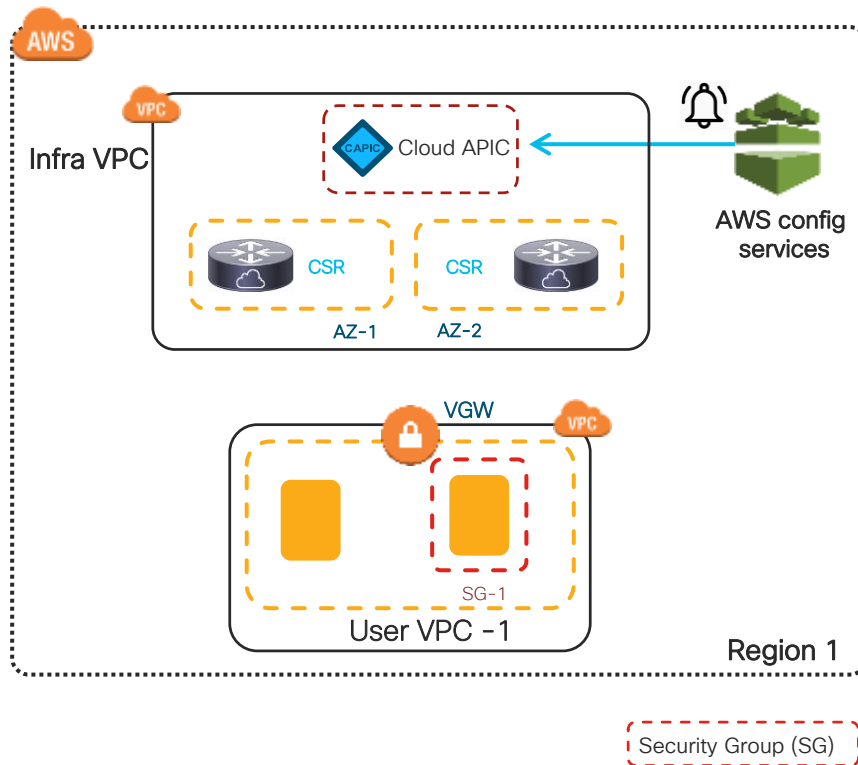 AWS
VPC
Infra VPC
CAPIC
Cloud APIC
AWS config
services
CSR
CSR
AZ-1
AZ-2
VGW
VPC
SG-1
User VPC -1
Region 1
Security Group (SG)